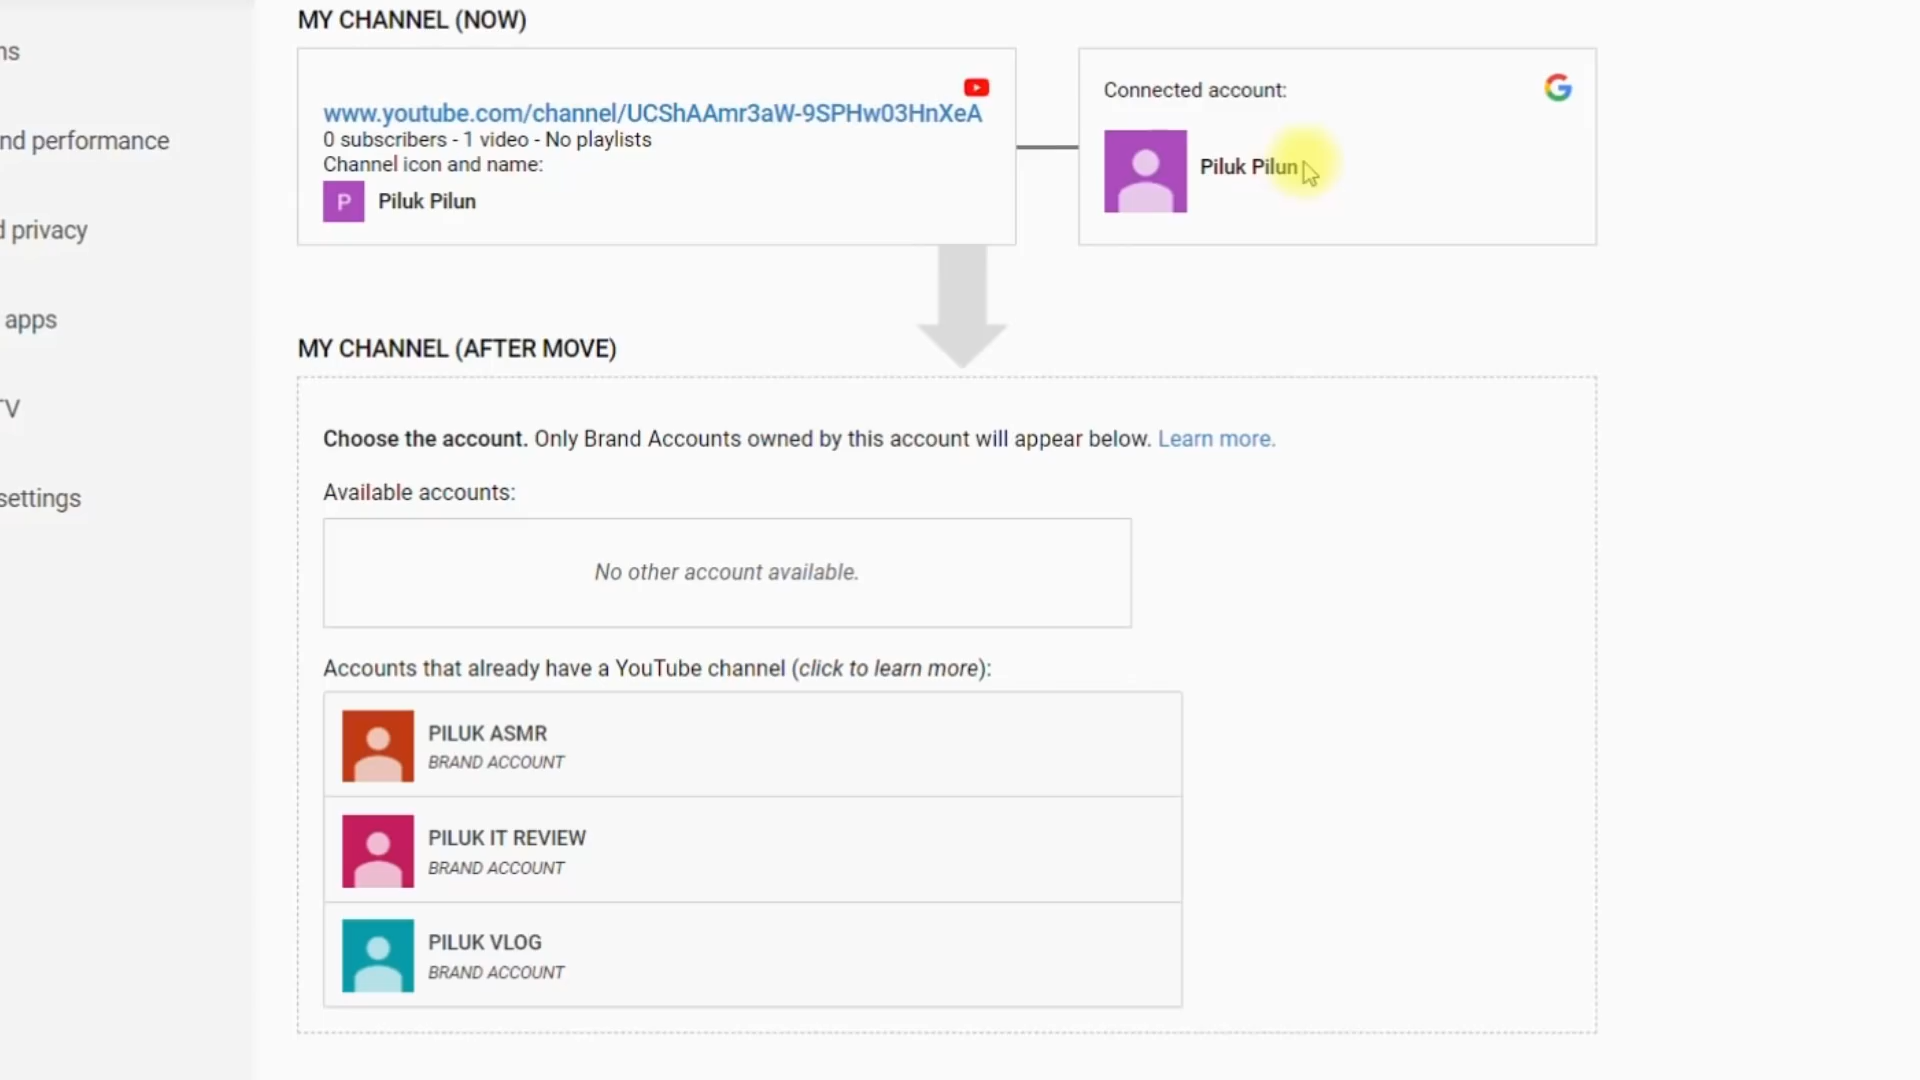 MY CHANNEL (NOW)
ns
www.youtube.com/channel/UCShAAmr3aW-9SPHw03HnXeA
0 subscribers - 1 video - No playlists
Channel icon and name:
P Piluk Pilun
Connected account:
Piluk Pilun
nd performance
d privacy
apps
TV
settings
MY CHANNEL (AFTER MOVE)
Choose the account. Only Brand Accounts owned by this account will appear below. Learn more.
Available accounts:
No other account available.
Accounts that already have a YouTube channel (click to learn more):
PILUK ASMR
BRAND ACCOUNT
PILUK IT REVIEW
BRAND ACCOUNT
PILUK VLOG
BRAND ACCOUNT